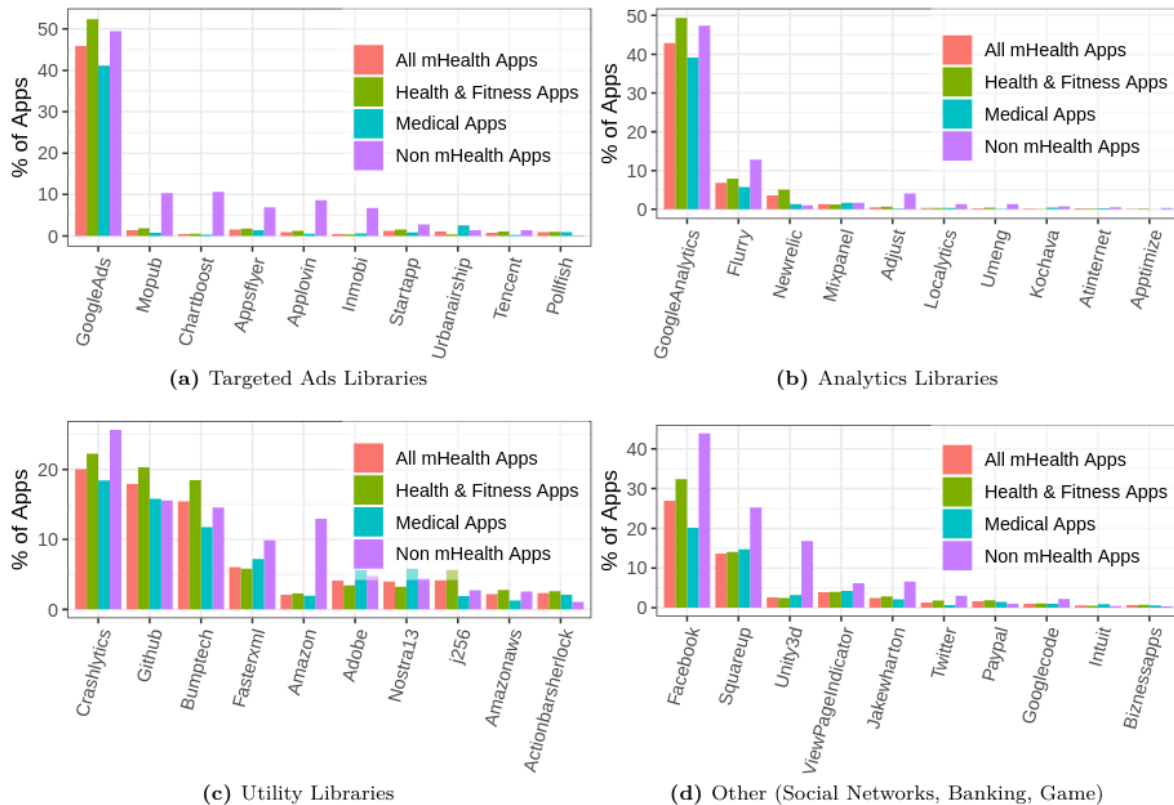 50
40
30
20
10
0
% of Apps
All mHealth Apps
Health & Fitness Apps
Medical Apps
Non mHealth Apps
GoogleAds
Mopub
Chartboost
Appsflyer
Applovin
Inmobi
Startapp
Urbanairship
Tencent
Pollfish
(a) Targeted Ads Libraries
50
40
30
20
10
0
% of Apps
All mHealth Apps
Health & Fitness Apps
Medical Apps
Non mHealth Apps
GoogleAnalytics
Flurry
Newrelic
Mixpanel
Adjust
Localytics
Umeng
Kochava
Atinternet
Apptimize
(b) Analytics Libraries
20
10
0
% of Apps
All mHealth Apps
Health & Fitness Apps
Medical Apps
Non mHealth Apps
Crashlytics
Github
Bumptech
Fasterxml
Amazon
Adobe
Nostra13
j256
Amazonaws
Actionbarsherlock
(c) Utility Libraries
40
30
20
10
0
% of Apps
All mHealth Apps
Health & Fitness Apps
Medical Apps
Non mHealth Apps
Facebook
Squareup
Unity3d
ViewPageIndicator
Jakewharton
Twitter
Paypal
Googlecode
Intuit
Biznessapps
(d) Other (Social Networks, Banking, Game)